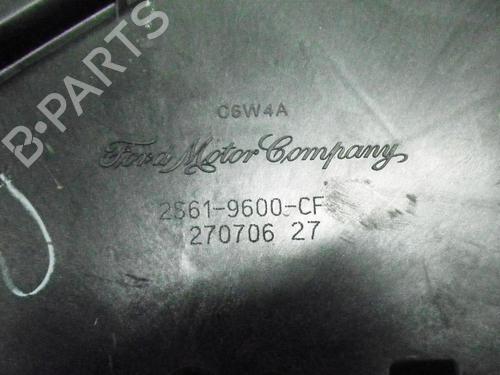 B·PARTS
C6W4A
Ford Motor Company
2S61-9600-CF
270706 27